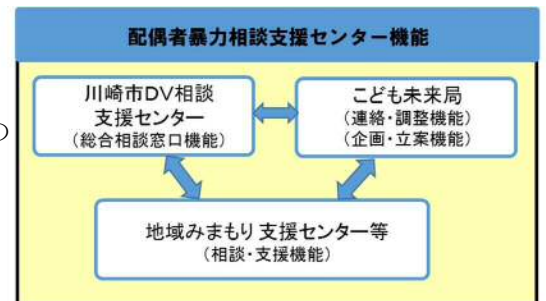 配偶者暴力相談支援センター機能
川崎市DV相談
支援センター
（総合相談窓口機能）
こども未来局
（連絡・調整機能）
（企画・立案機能）
の
地域みまもり支援センター等
（相談・支援機能）